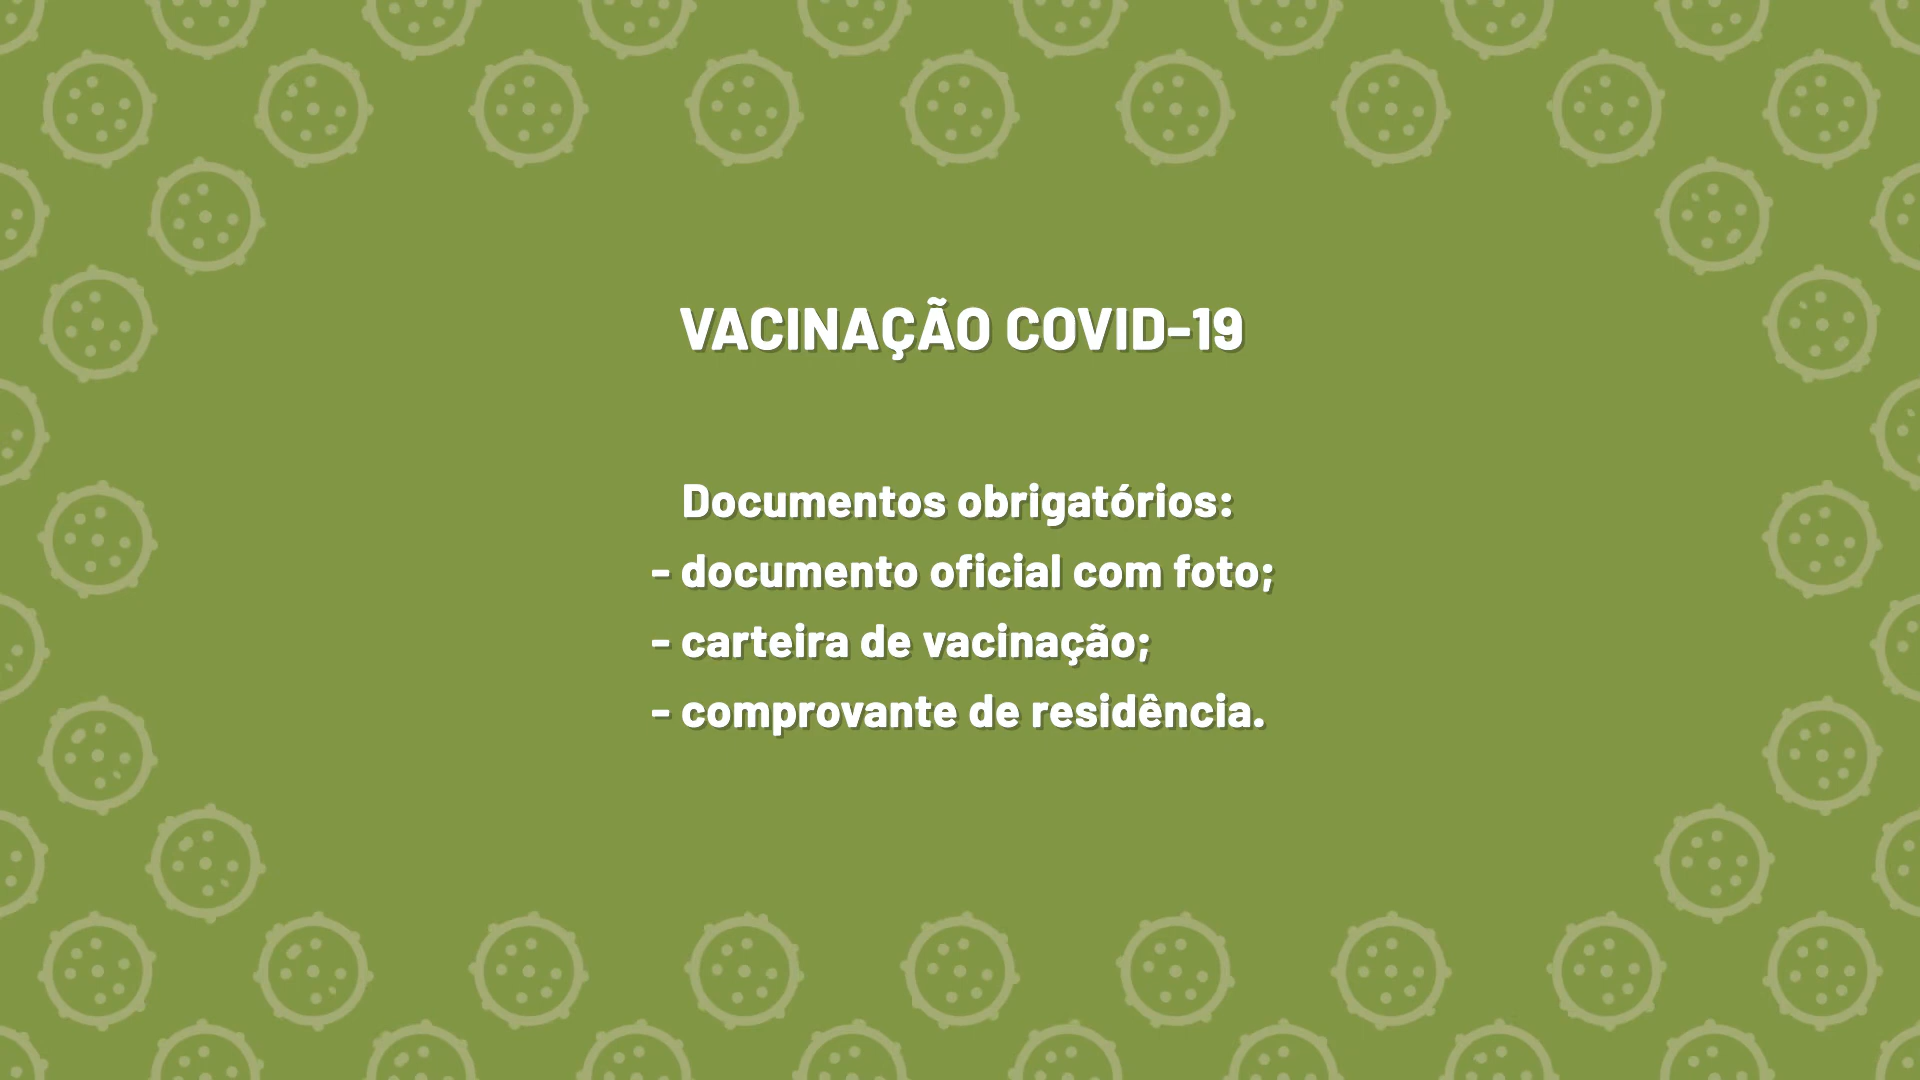 VACINAÇÃO COVID-19
Documentos obrigatórios:
- documento oficial com foto;
- carteira de vacinação;
- comprovante de residência.